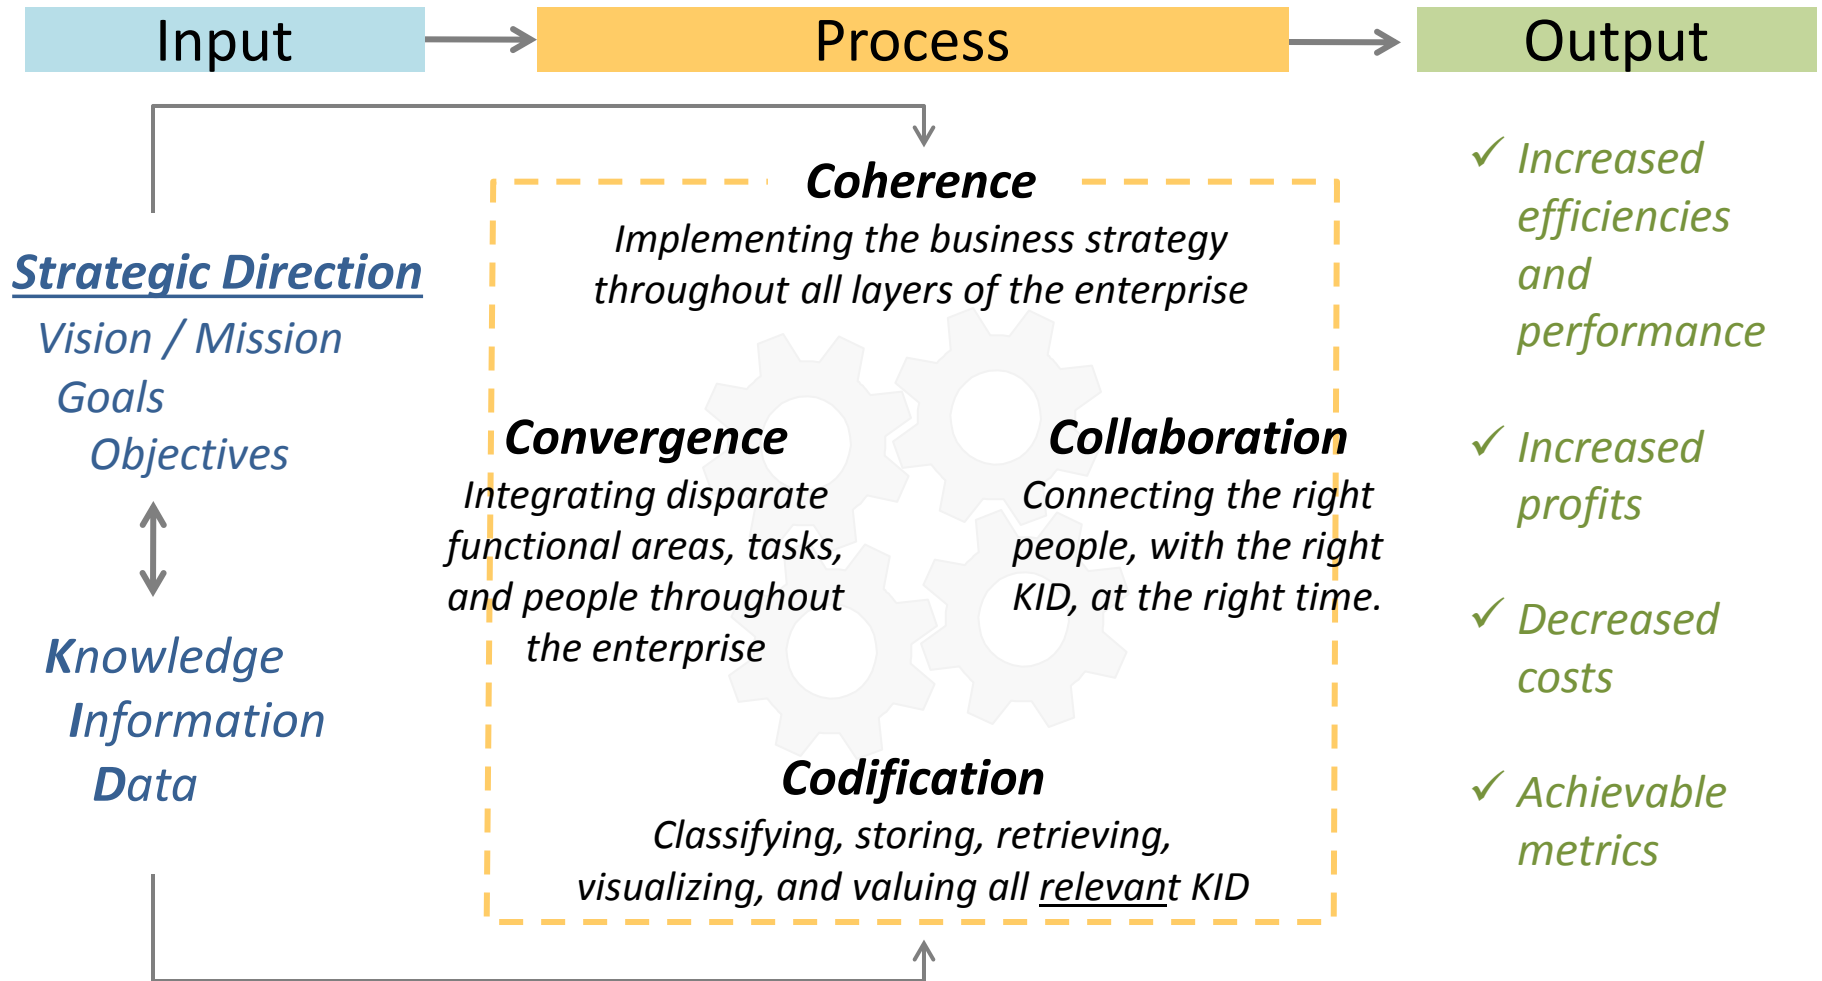 Input
Process
Output
Strategic Direction
Vision / Mission
Goals
Objectives
Knowledge
Information
Data
Coherence
Implementing the business strategy
throughout all layers of the enterprise
Convergence
Integrating disparate
functional areas, tasks,
and people throughout
the enterprise
Collaboration
Connecting the right
people, with the right
KID, at the right time.
Codification
Classifying, storing, retrieving,
visualizing, and valuing all relevant KID
✓ Increased
efficiencies
and
performance
✓ Increased
profits
✓ Decreased
costs
✓ Achievable
metrics